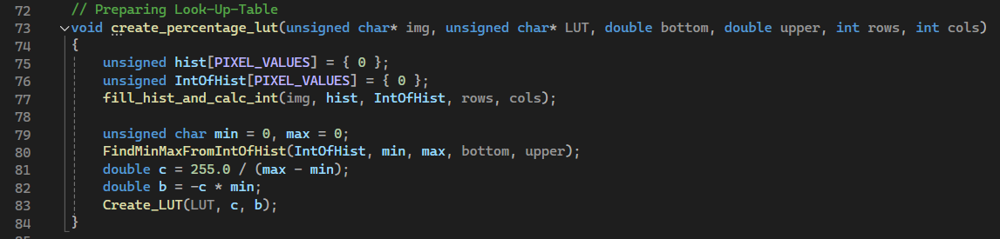 72 // Preparing Look-Up-Table
73 void create_percentage_lut(unsigned char* img, unsigned char* LUT, double bottom, double upper, int rows, int cols)
74 {
75 unsigned hist[PIXEL_VALUES] = { 0 };
76 unsigned IntOfHist[PIXEL_VALUES] = { 0 };
77 fill_hist_and_calc_int(img, hist, IntOfHist, rows, cols);
78
79 unsigned char min = 0, max = 0;
80 FindMinMaxFromIntOfHist(IntOfHist, min, max, bottom, upper);
81 double c = 255.0 / (max - min);
82 double b = -c * min;
83 Create_LUT(LUT, c, b);
84 }